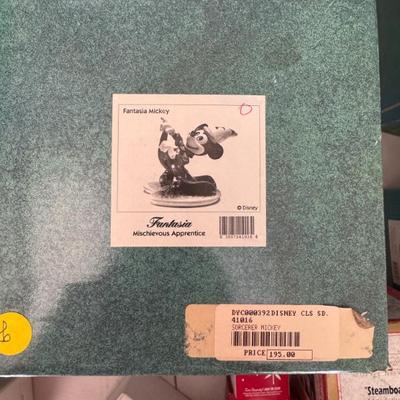 Fantasia Mickey
© Disney
Fantasia
Mischievous Apprentice
DYC000392DISNEY CLS SD.
41016
SORCERER MICKEY
PRICE 195.00
"Steamboa